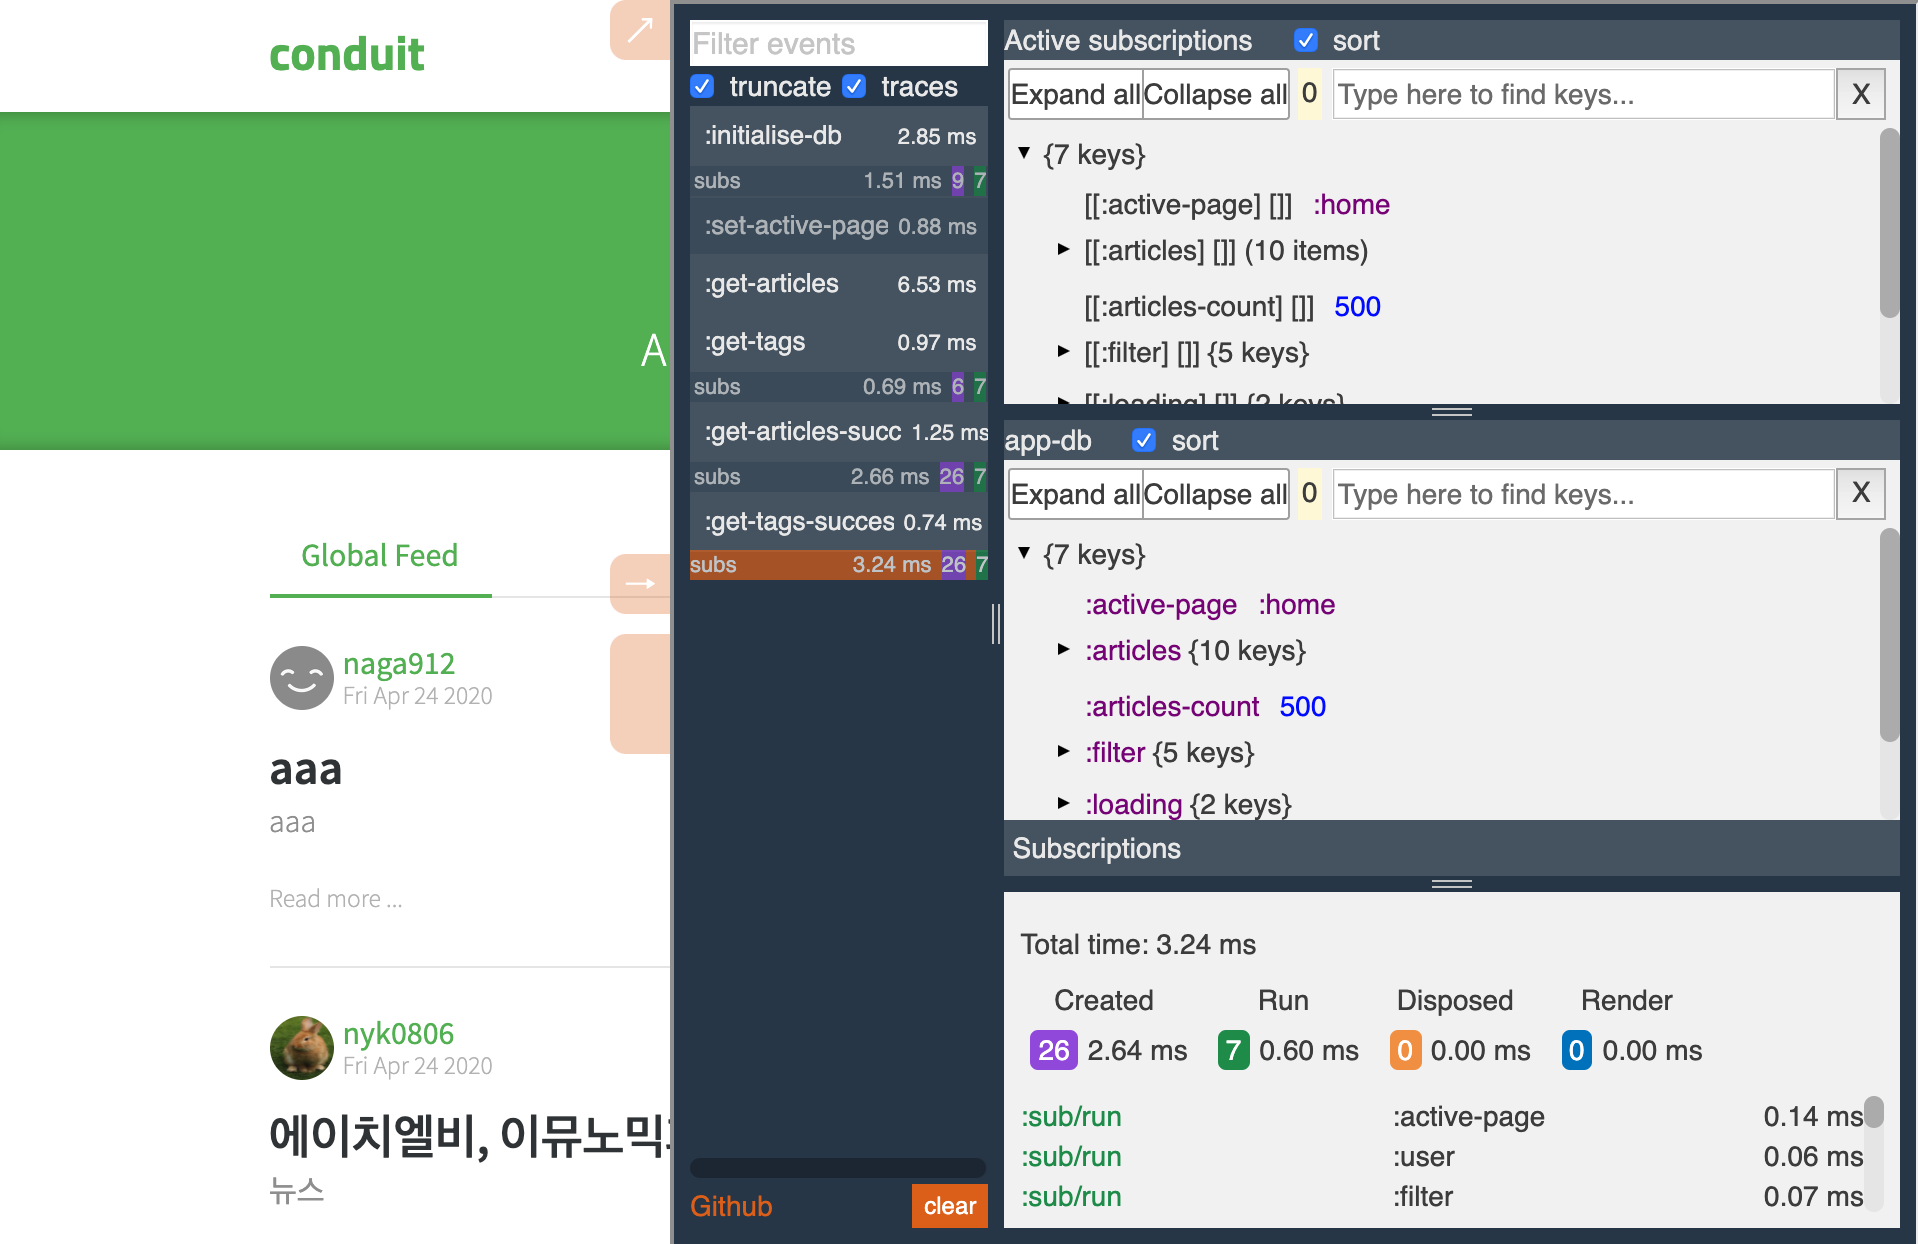 conduit
A
Global Feed
naga912
Fri Apr 24 2020
aaa
aaa
Read more ...
nyk0806
Fri Apr 24 2020
에이치엘비, 이뮤노믹
뉴스
Filter events
truncate traces
:initialise-db 2.85 ms
subs 1.51 ms 9 7
:set-active-page 0.88 ms
:get-articles 6.53 ms
:get-tags 0.97 ms
subs 0.69 ms 6 7
:get-articles-succ 1.25 ms
subs 2.66 ms 26 7
:get-tags-succes 0.74 ms
subs 3.24 ms 26 7
Github clear
Active subscriptions sort
Expand all Collapse all 0 Type here to find keys... X
{7 keys}
[[:active-page] []] :home
[[:articles] []] (10 items)
[[:articles-count] []] 500
[[:filter] []] {5 keys}
[[:loading] []] {2 keys}
app-db sort
Expand all Collapse all 0 Type here to find keys... X
{7 keys}
:active-page :home
:articles {10 keys}
:articles-count 500
:filter {5 keys}
:loading {2 keys}
Subscriptions
Total time: 3.24 ms
Created Run Disposed Render
26 2.64 ms 7 0.60 ms 0 0.00 ms 0 0.00 ms
:sub/run :active-page 0.14 ms
:sub/run :user 0.06 ms
:sub/run :filter 0.07 ms